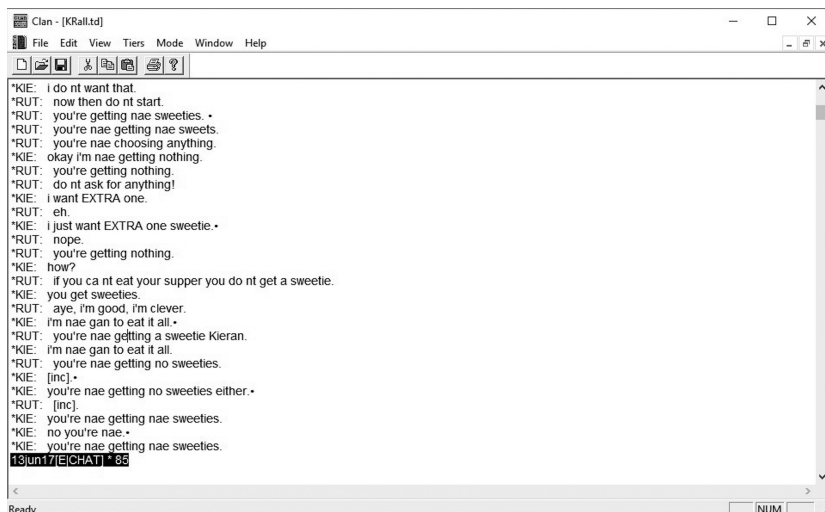 Clan - [KRall.td]
File Edit View Tiers Mode Window Help
*KIE: i do nt want that.
*RUT: now then do nt start.
*RUT: you're getting nae sweeties. •
*RUT: you're nae getting nae sweets.
*RUT: you're nae choosing anything.
*KIE: okay i'm nae getting nothing.
*RUT: you're getting nothing.
*RUT: do nt ask for anything!
*KIE: i want EXTRA one.
*RUT: eh.
*KIE: i just want EXTRA one sweetie.•
*RUT: nope.
*RUT: you're getting nothing.
*KIE: how?
*RUT: if you ca nt eat your supper you do nt get a sweetie.
*KIE: you get sweeties.
*RUT: aye, i'm good, i'm clever.
*KIE: i'm nae gan to eat it all.•
*RUT: you're nae getting a sweetie Kieran.
*KIE: i'm nae gan to eat it all.
*RUT: you're nae getting no sweeties.
*KIE: [inc].•
*KIE: you're nae getting no sweeties either.•
*RUT: [inc].
*KIE: you're nae getting nae sweeties.
*KIE: no you're nae.•
*KIE: you're nae getting nae sweeties.
13jun17[E|CHAT] * 85
Ready NUM